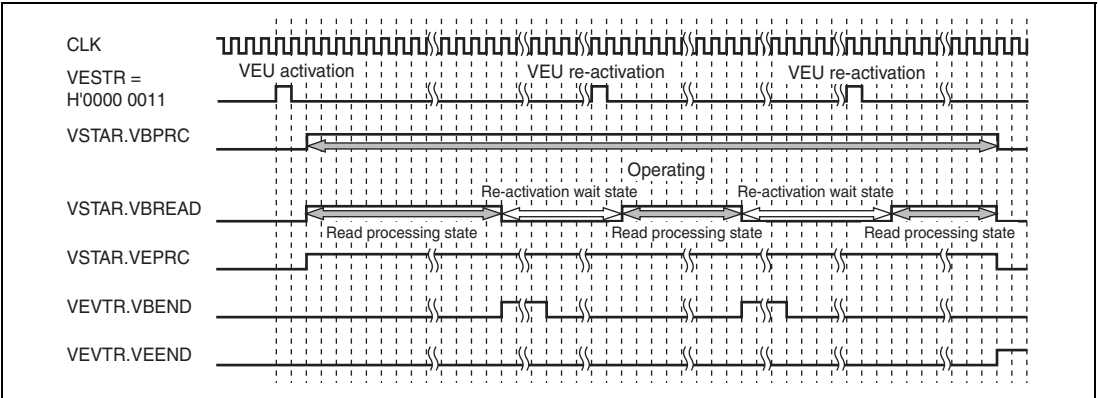 CLK
VESTR =
H'0000 0011
VEU activation
VEU re-activation
VEU re-activation
VSTAR.VBPRC
Operating
Re-activation wait state
Re-activation wait state
VSTAR.VBREAD
Read processing state
Read processing state
Read processing state
VSTAR.VEPRC
VEVTR.VBEND
VEVTR.VEEND